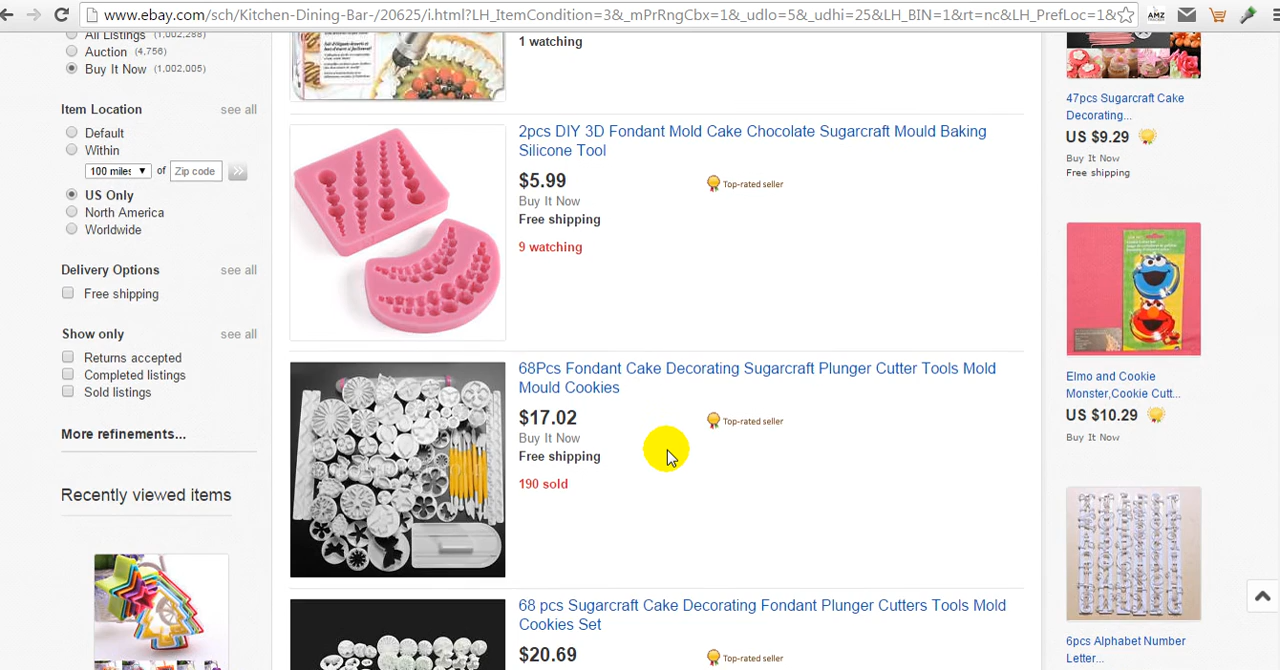 www.ebay.com/sch/Kitchen-Dining-Bar-/20625/i.html?LH_ItemCondition=3&_mPrRngCbx=1&_udlo=5&_udhi=25&LH_BIN=1&rt=nc&LH_PrefLoc=1&
AMZ
All Listings (1,002,288)
Auction (4,756)
Buy It Now (1,002,005)
Item Location see all
Default
Within
100 miles of Zip code
US Only
North America
Worldwide
Delivery Options see all
Free shipping
Show only see all
Returns accepted
Completed listings
Sold listings
More refinements...
Recently viewed items
1 watching
2pcs DIY 3D Fondant Mold Cake Chocolate Sugarcraft Mould Baking
Silicone Tool
$5.99 Top-rated seller
Buy It Now
Free shipping
9 watching
68Pcs Fondant Cake Decorating Sugarcraft Plunger Cutter Tools Mold
Mould Cookies
$17.02 Top-rated seller
Buy It Now
Free shipping
190 sold
68 pcs Sugarcraft Cake Decorating Fondant Plunger Cutters Tools Mold
Cookies Set
$20.69 Top-rated seller
47pcs Sugarcraft Cake
Decorating...
US $9.29
Buy It Now
Free shipping
Elmo and Cookie
Monster,Cookie Cutt...
US $10.29
Buy It Now
6pcs Alphabet Number
Letter...